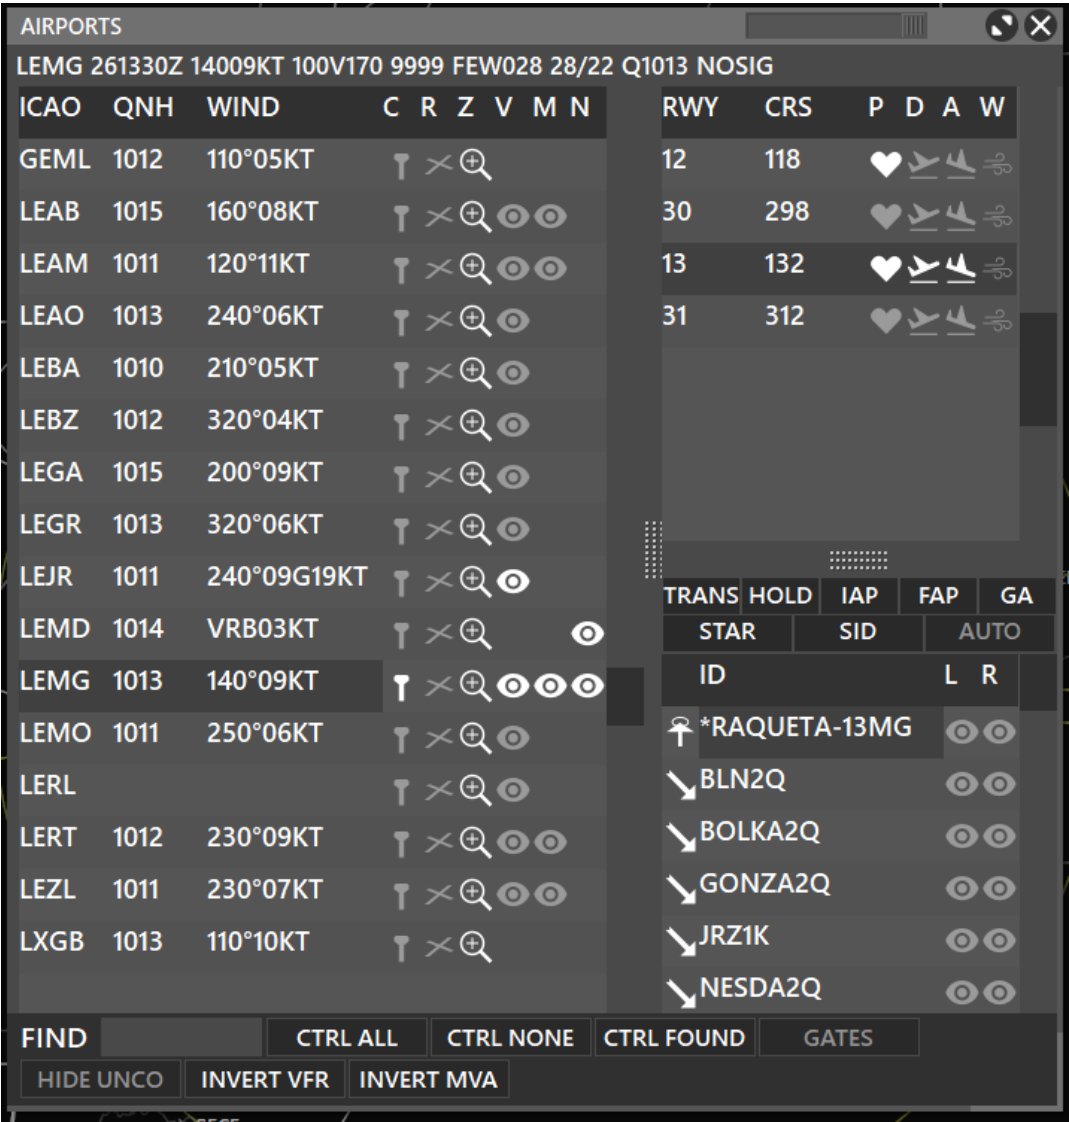 AIRPORTS
LEMG 261330Z 14009KT 100V170 9999 FEW028 28/22 Q1013 NOSIG
ICAO QNH WIND C R Z V M N
GEML 1012 110°05KT
LEAB 1015 160°08KT
LEAM 1011 120°11KT
LEAO 1013 240°06KT
LEBA 1010 210°05KT
LEBZ 1012 320°04KT
LEGA 1015 200°09KT
LEGR 1013 320°06KT
LEJR 1011 240°09G19KT
LEMD 1014 VRB03KT
LEMG 1013 140°09KT
LEMO 1011 250°06KT
LERL
LERT 1012 230°09KT
LEZL 1011 230°07KT
LXGB 1013 110°10KT
RWY CRS P D A W
12 118
30 298
13 132
31 312
TRANS HOLD IAP FAP GA
STAR SID AUTO
ID L R
*RAQUETA-13MG
BLN2Q
BOLKA2Q
GONZA2Q
JRZ1K
NESDA2Q
FIND CTRL ALL CTRL NONE CTRL FOUND GATES
HIDE UNCO INVERT VFR INVERT MVA